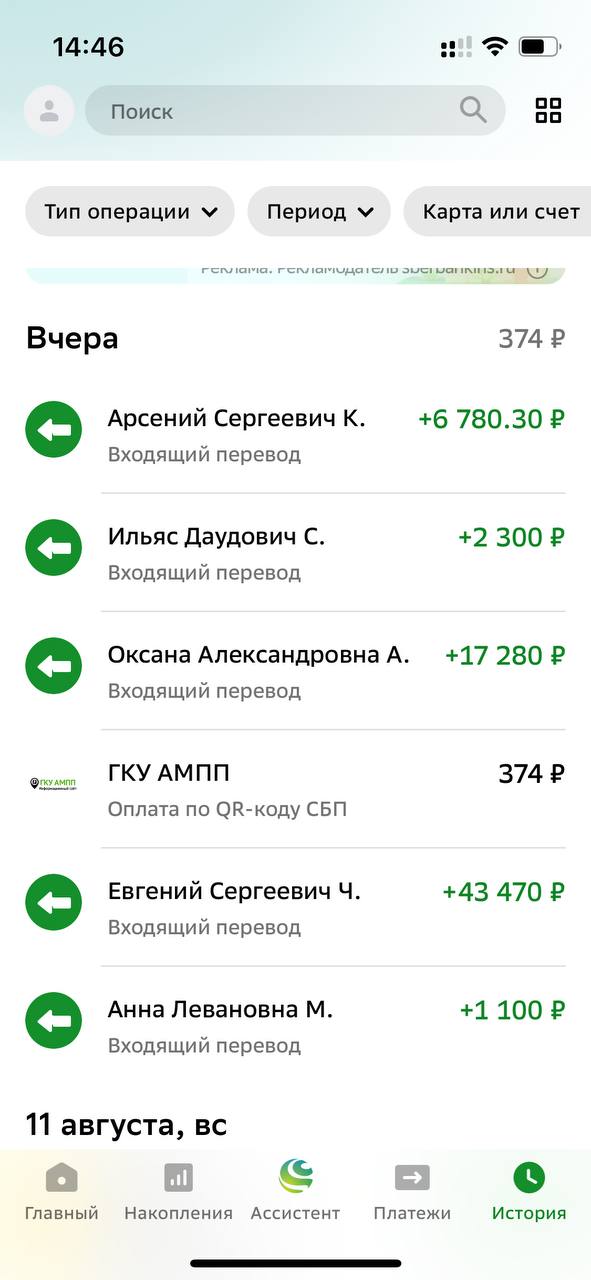 14:46
Поиск
Тип операции
Период
Карта или счет
Реклама. Рекламодатель sberbankins.ru
Вчера
374 ₽
Арсений Сергеевич К.
+6 780.30 ₽
Входящий перевод
Ильяс Даудович С.
+2 300 ₽
Входящий перевод
Оксана Александровна А.
+17 280 ₽
Входящий перевод
ГКУ АМПП
ГКУ АМПП
374 ₽
Оплата по QR-коду СБП
Евгений Сергеевич Ч.
+43 470 ₽
Входящий перевод
Анна Левановна М.
+1 100 ₽
Входящий перевод
11 августа, вс
Главный
Накопления
Ассистент
Платежи
История